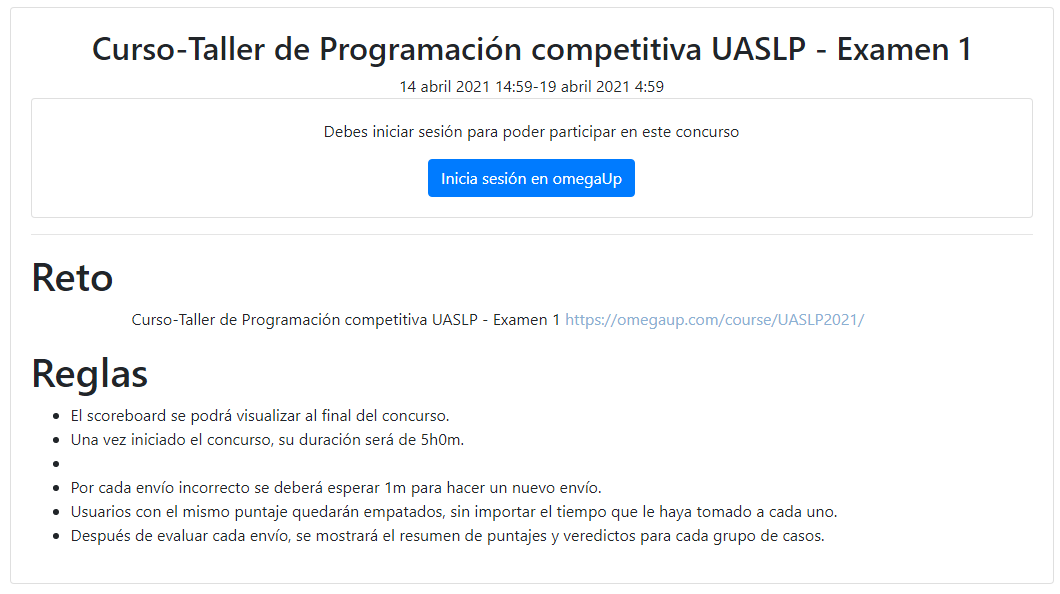 Curso-Taller de Programación competitiva UASLP - Examen 1
14 abril 2021 14:59-19 abril 2021 4:59
Debes iniciar sesión para poder participar en este concurso
Inicia sesión en omegaUp
Reto
Curso-Taller de Programación competitiva UASLP - Examen 1 https://omegaup.com/course/UASLP2021/
Reglas
• El scoreboard se podrá visualizar al final del concurso.
• Una vez iniciado el concurso, su duración será de 5h0m.
•
• Por cada envío incorrecto se deberá esperar 1m para hacer un nuevo envío.
• Usuarios con el mismo puntaje quedarán empatados, sin importar el tiempo que le haya tomado a cada uno.
• Después de evaluar cada envío, se mostrará el resumen de puntajes y veredictos para cada grupo de casos.